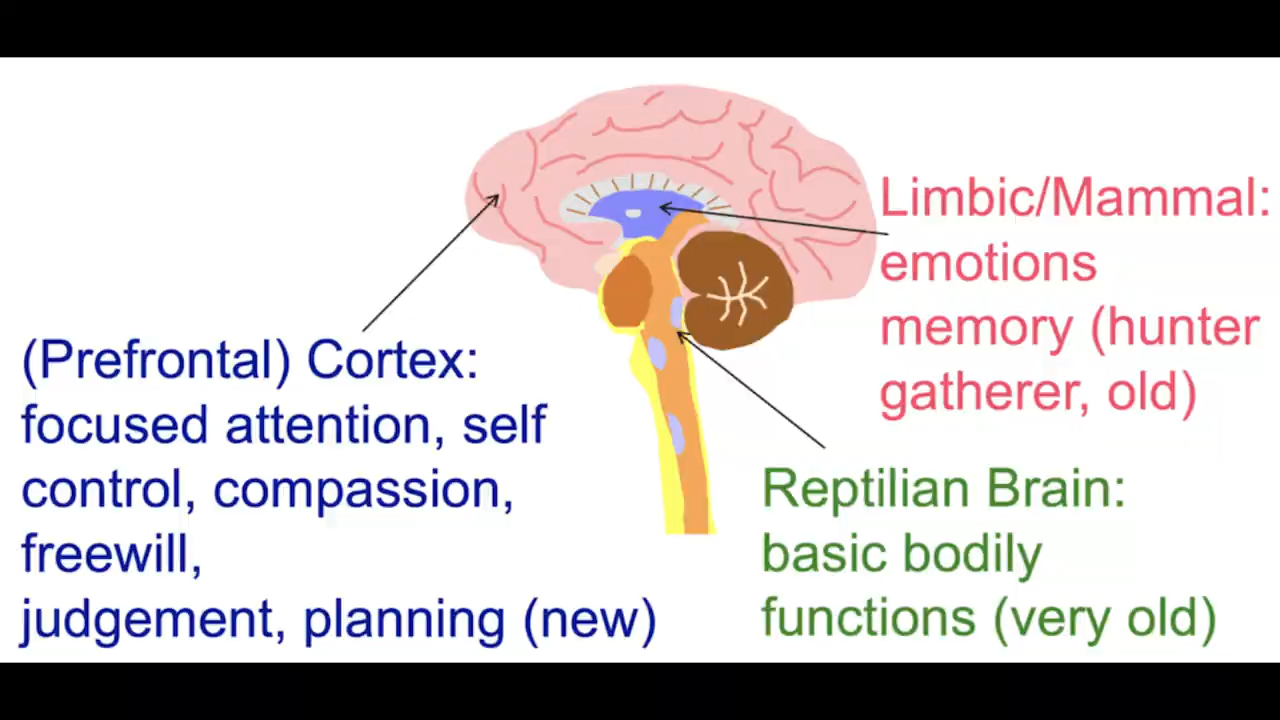 Limbic/Mammal:
emotions
memory (hunter
gatherer, old)
(Prefrontal) Cortex:
focused attention, self
control, compassion,
freewill,
judgement, planning (new)
Reptilian Brain:
basic bodily
functions (very old)